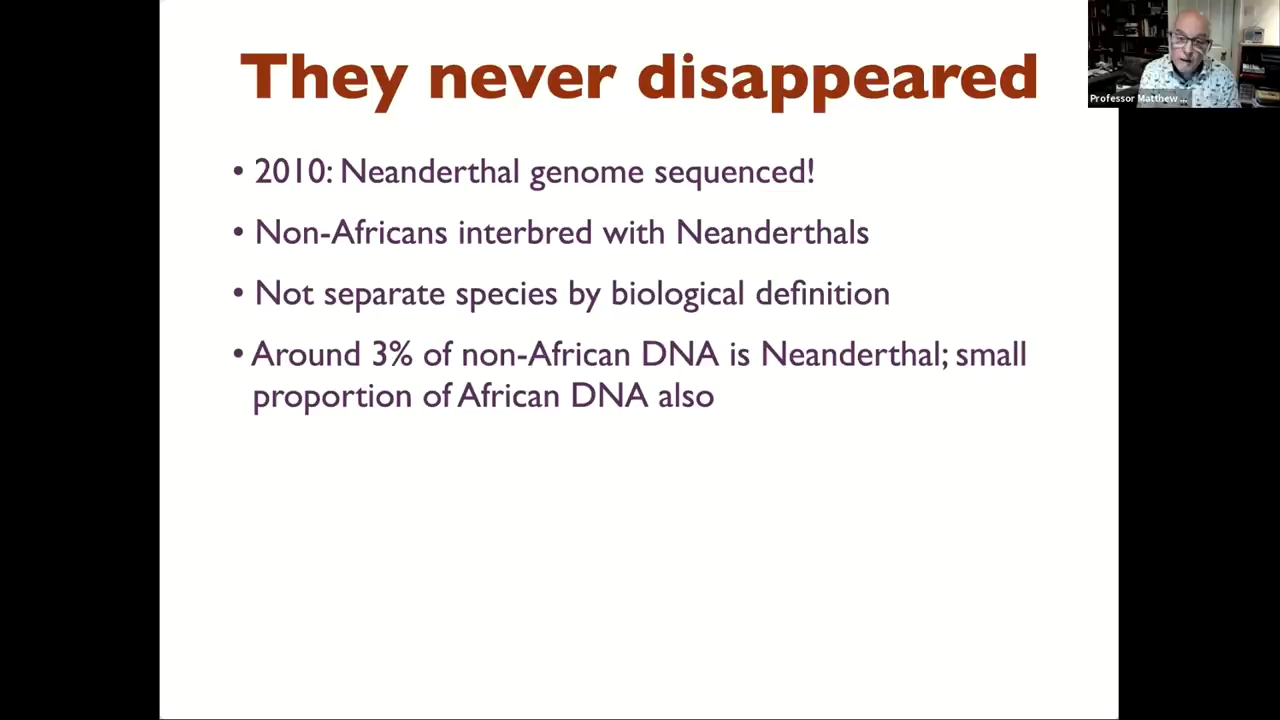 They never disappeared
Professor Matthew ...
• 2010: Neanderthal genome sequenced!
• Non-Africans interbred with Neanderthals
• Not separate species by biological definition
• Around 3% of non-African DNA is Neanderthal; small
proportion of African DNA also